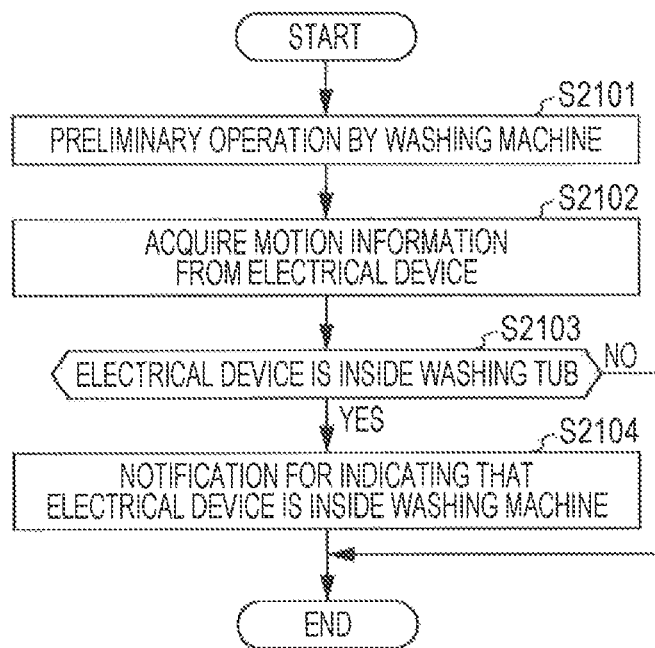 START
S2101
PRELIMINARY OPERATION BY WASHING MACHINE
S2102
ACQUIRE MOTION INFORMATION
FROM ELECTRICAL DEVICE
S2103
ELECTRICAL DEVICE IS INSIDE WASHING TUB
NO
YES
S2104
NOTIFICATION FOR INDICATING THAT
ELECTRICAL DEVICE IS INSIDE WASHING MACHINE
END